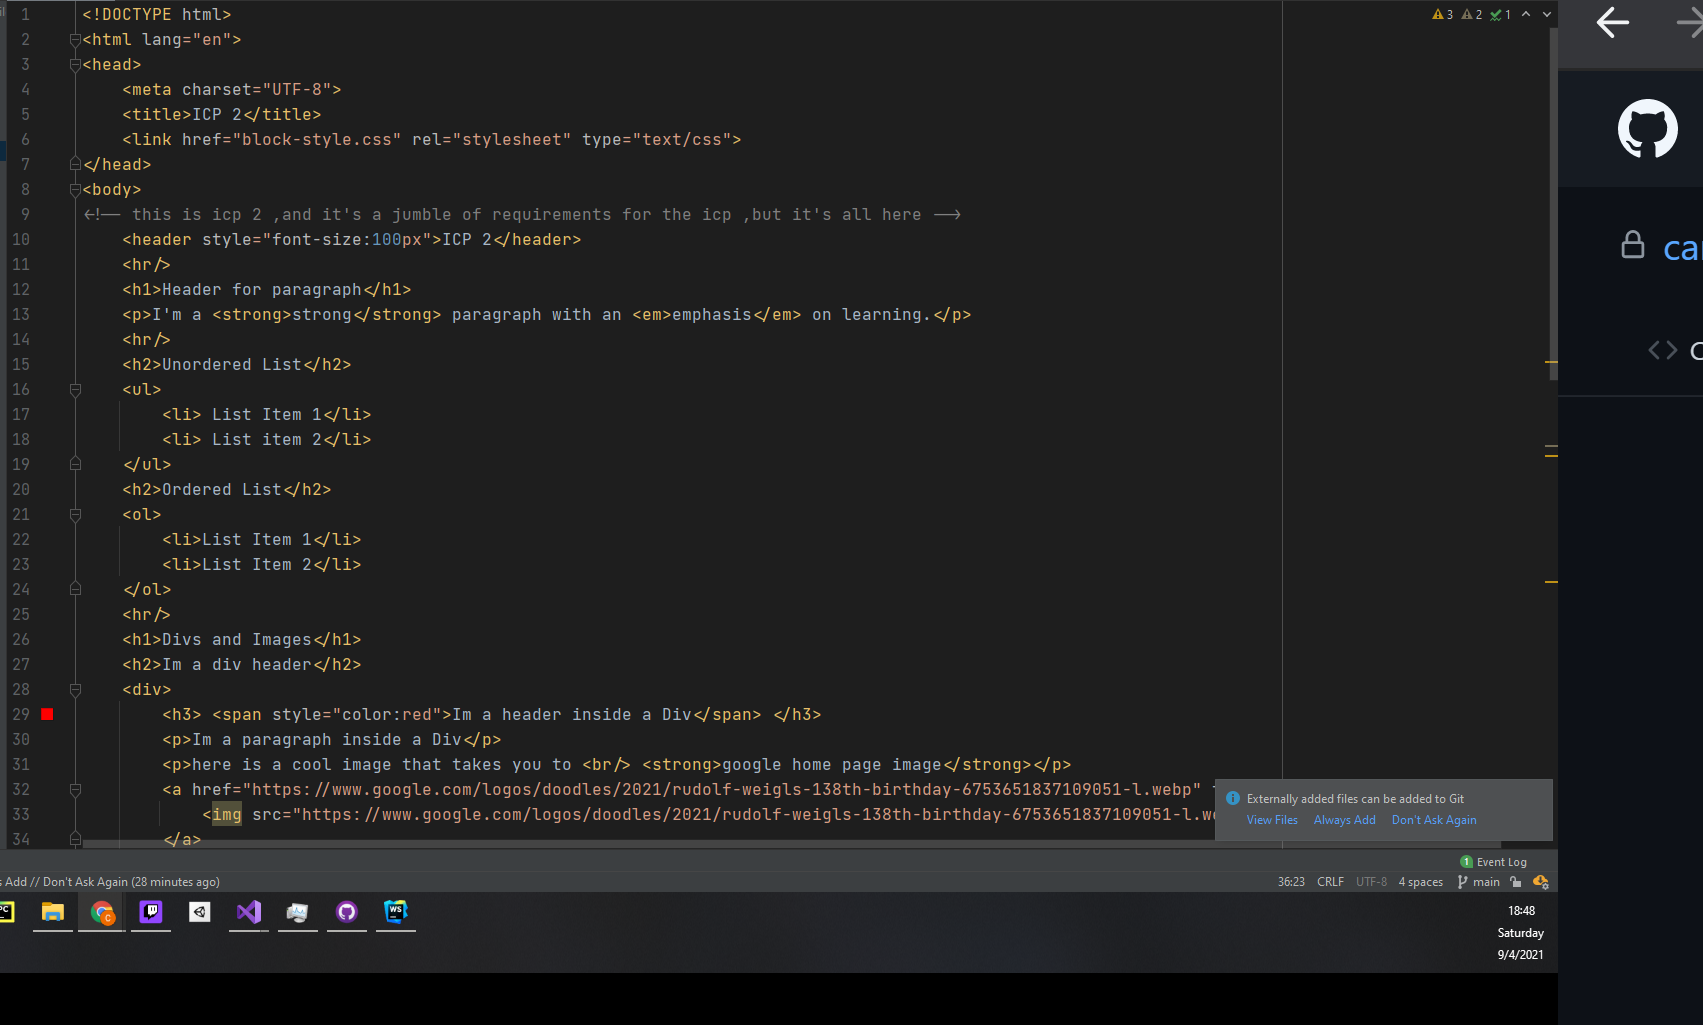 1 <!DOCTYPE html>
2 <html lang="en">
3 <head>
4 <meta charset="UTF-8">
5 <title>ICP 2</title>
6 <link href="block-style.css" rel="stylesheet" type="text/css">
7 </head>
8 <body>
9 <!-- this is icp 2 ,and it's a jumble of requirements for the icp ,but it's all here -->
10 <header style="font-size:100px">ICP 2</header>
11 <hr/>
12 <h1>Header for paragraph</h1>
13 <p>I'm a <strong>strong</strong> paragraph with an <em>emphasis</em> on learning.</p>
14 <hr/>
15 <h2>Unordered List</h2>
16 <ul>
17 <li> List Item 1</li>
18 <li> List item 2</li>
19 </ul>
20 <h2>Ordered List</h2>
21 <ol>
22 <li>List Item 1</li>
23 <li>List Item 2</li>
24 </ol>
25 <hr/>
26 <h1>Divs and Images</h1>
27 <h2>Im a div header</h2>
28 <div>
29 <h3> <span style="color:red">Im a header inside a Div</span> </h3>
30 <p>Im a paragraph inside a Div</p>
31 <p>here is a cool image that takes you to <br/> <strong>google home page image</strong></p>
32 <a href="https://www.google.com/logos/doodles/2021/rudolf-weigls-138th-birthday-6753651837109051-l.webp"
33 <img src="https://www.google.com/logos/doodles/2021/rudolf-weigls-138th-birthday-6753651837109051-l.we
34 </a>
3 2 1
ca
Externally added files can be added to Git
View Files Always Add Don't Ask Again
1 Event Log
s Add // Don't Ask Again (28 minutes ago)
36:23 CRLF UTF-8 4 spaces main
PC C WS
18:48
Saturday
9/4/2021